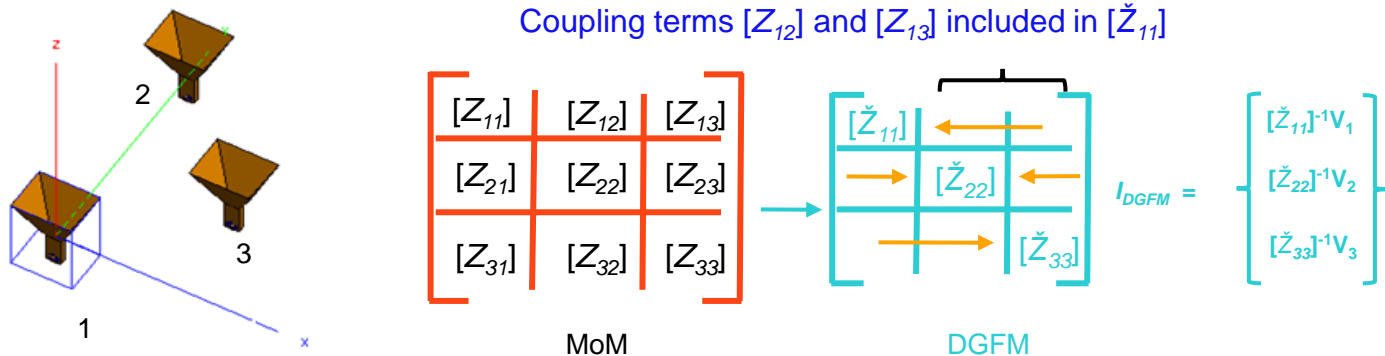 Coupling terms [Z12] and [Z13] included in [Ž11]
z
y
2
3
1
x
[Z11] [Z12] [Z13]
[Z21] [Z22] [Z23]
[Z31] [Z32] [Z33]
MoM
[Ž11]
[Ž22]
[Ž33]
DGFM
IDGFM =
[Ž11]-1V1
[Ž22]-1V2
[Ž33]-1V3